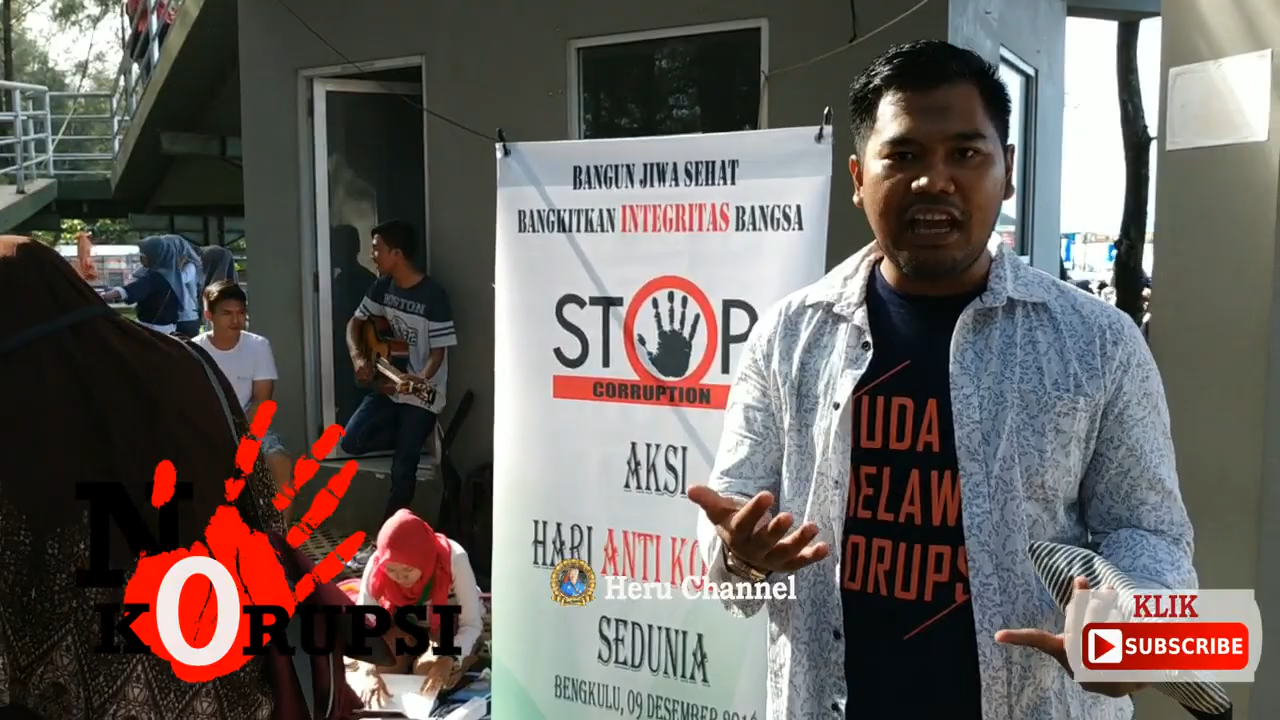 BANGUN JIWA SEHAT
BANGKITKAN INTEGRITAS BANGSA
STOP
CORRUPTION
AKSI
HARI ANTI
SEDUNIA
BENGKULU, 09 DESEMBER
BOSTON
UDA
ELAW
ORUPS
NO
KORUPSI
Heru Channel
KLIK
SUBSCRIBE